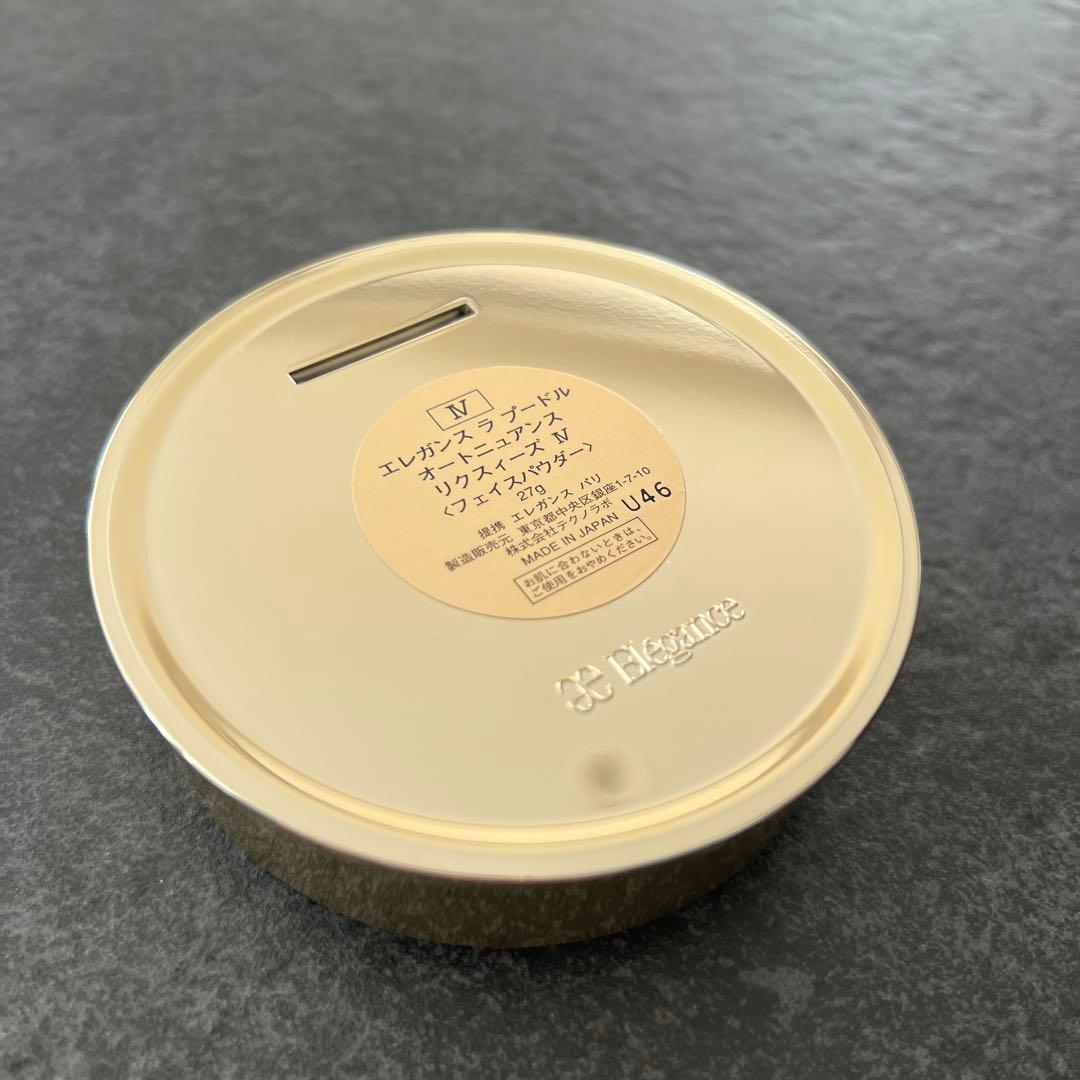 IV
エレガンス ラ プードル
オートニュアンス
リクスィーズ IV
〈フェイスパウダー〉
27g
提携 エレガンス パリ
製造販売元 東京都中央区銀座1-7-10
株式会社テクノラボ
MADE IN JAPAN U46
お肌に合わないときは、
ご使用をおやめください。
æ Elégance